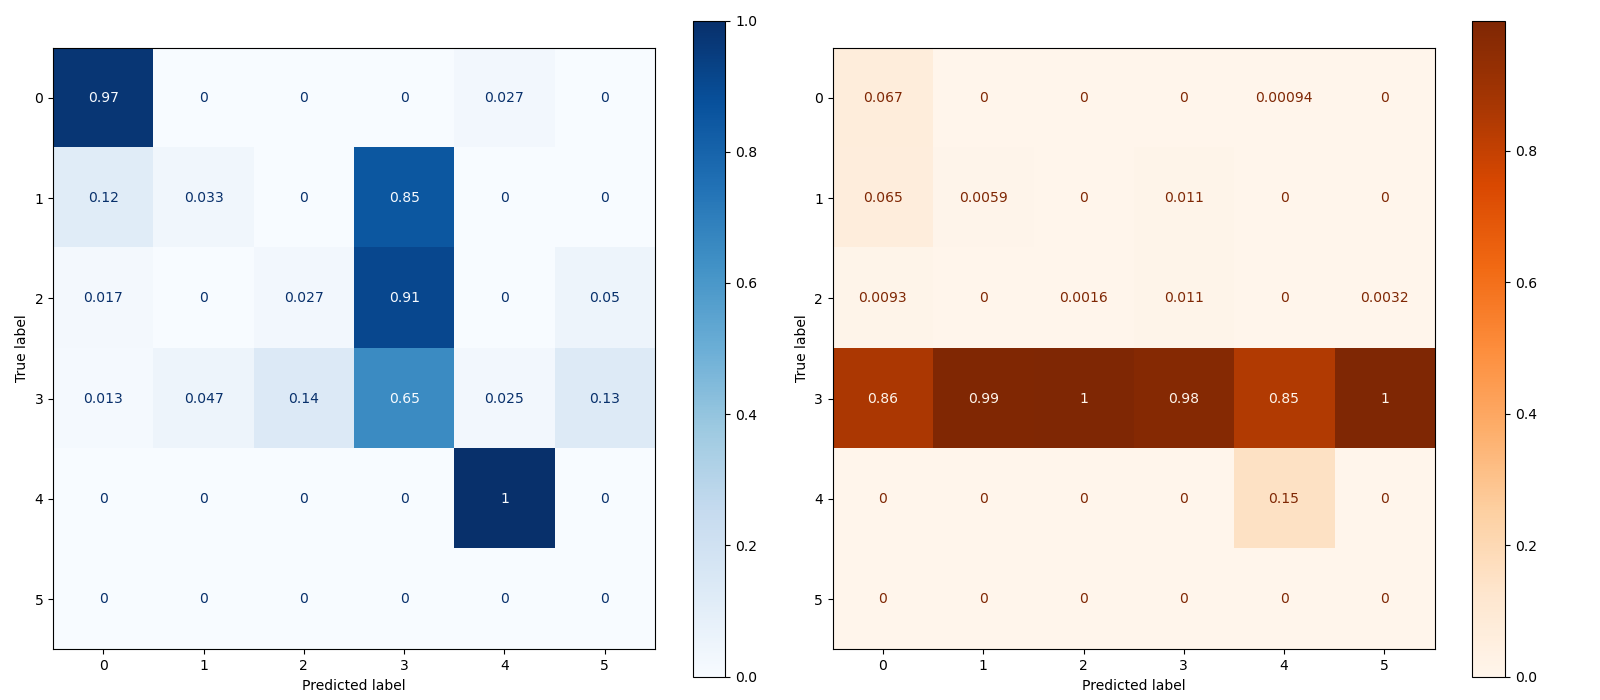 1.0
0.8
0.6
0.4
0.2
0.0
True label
0 0.97 0 0 0 0.027 0
1 0.12 0.033 0 0.85 0 0
2 0.017 0 0.027 0.91 0 0.05
3 0.013 0.047 0.14 0.65 0.025 0.13
4 0 0 0 0 1 0
5 0 0 0 0 0 0
0 1 2 3 4 5
Predicted label
True label
0 0.067 0 0 0 0.00094 0
1 0.065 0.0059 0 0.011 0 0
2 0.0093 0 0.0016 0.011 0 0.0032
3 0.86 0.99 1 0.98 0.85 1
4 0 0 0 0 0.15 0
5 0 0 0 0 0 0
0 1 2 3 4 5
Predicted label
0.8
0.6
0.4
0.2
0.0